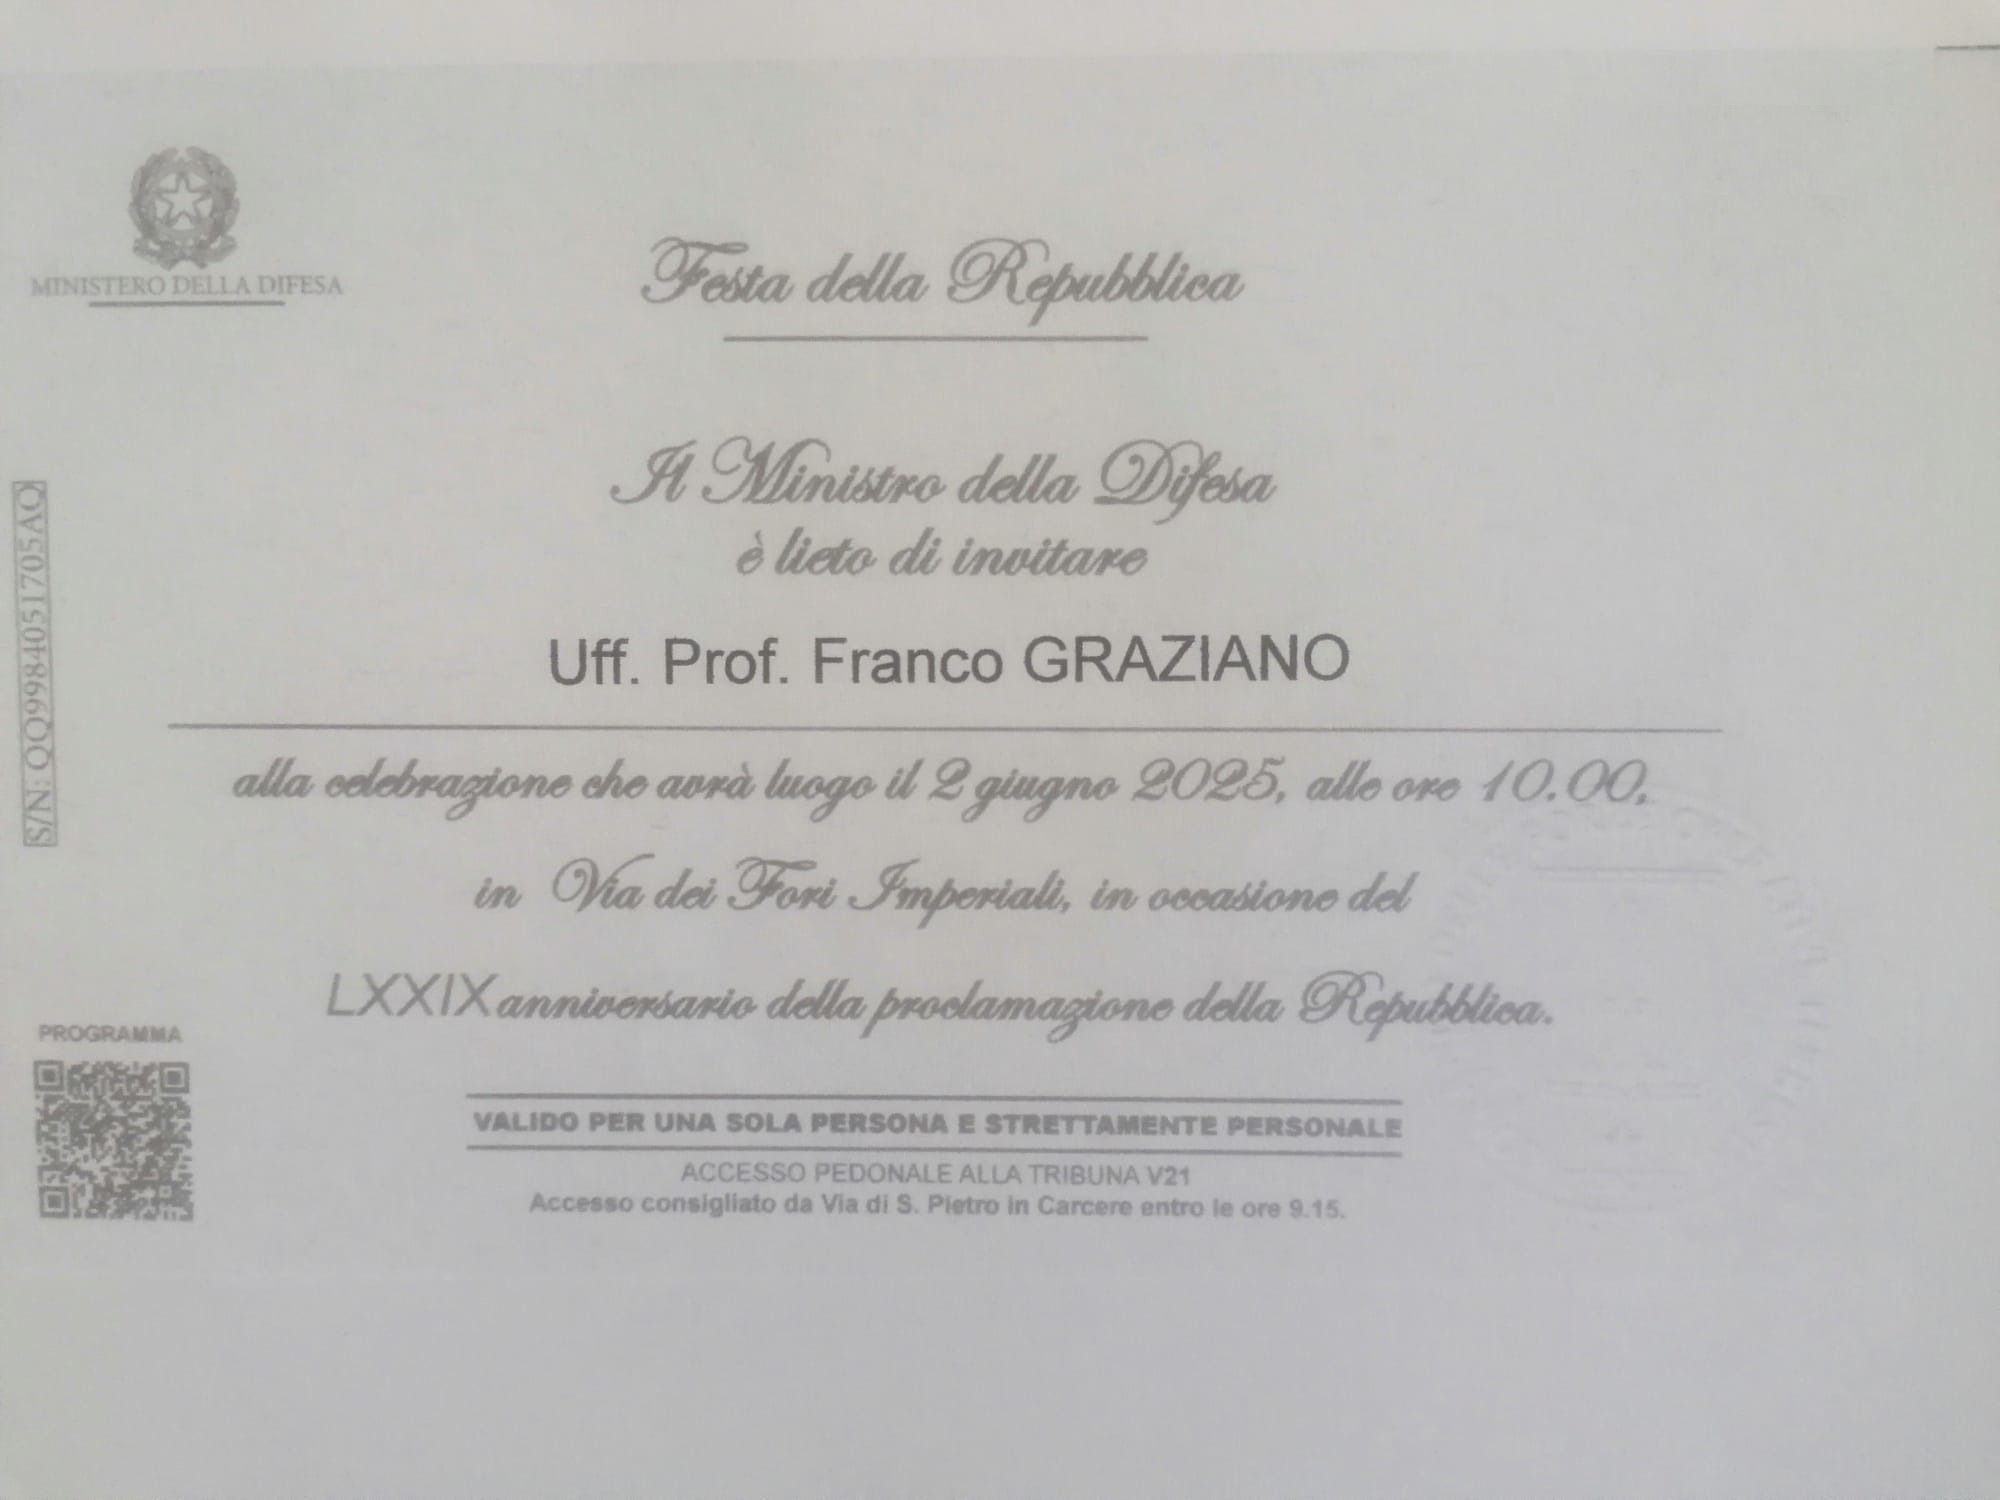 MINISTERO DELLA DIFESA
Festa della Repubblica
Il Ministro della Difesa
è lieto di invitare
Uff. Prof. Franco GRAZIANO
alla celebrazione che avrà luogo il 2 giugno 2025, alle ore 10.00,
in Via dei Fori Imperiali, in occasione del
LXXIX anniversario della proclamazione della Repubblica.
VALIDO PER UNA SOLA PERSONA E STRETTAMENTE PERSONALE
ACCESSO PEDONALE ALLA TRIBUNA V21
Accesso consigliato da Via di S. Pietro in Carcere entro le ore 9.15.
S/N: QQ9984051705AQ
PROGRAMMA